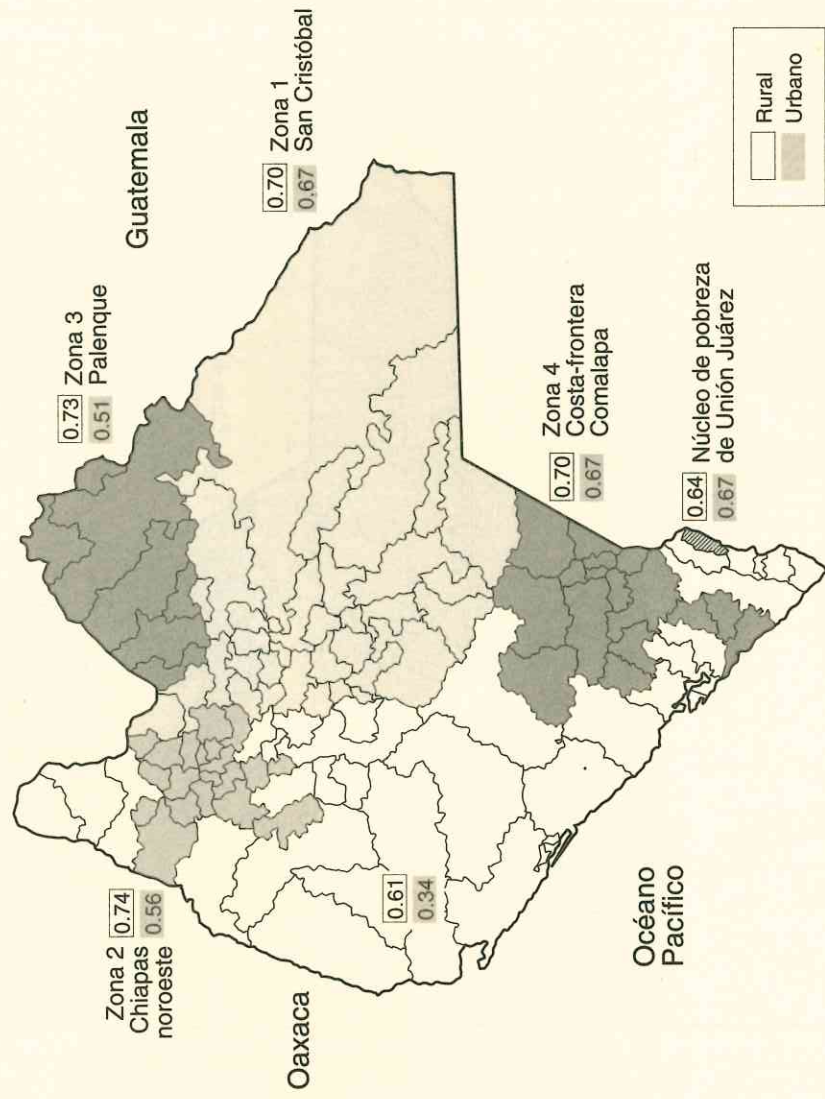 Guatemala
0.73 Zona 3
0.51 Palenque
0.70 Zona 1
0.67 San Cristóbal
Zona 2 0.74
Chiapas 0.56
noroeste
Oaxaca
0.61
0.34
0.70 Zona 4
0.67 Costa-frontera
Comalapa
0.64 Núcleo de pobreza
0.67 de Unión Juárez
Océano
Pacífico
Rural
Urbano